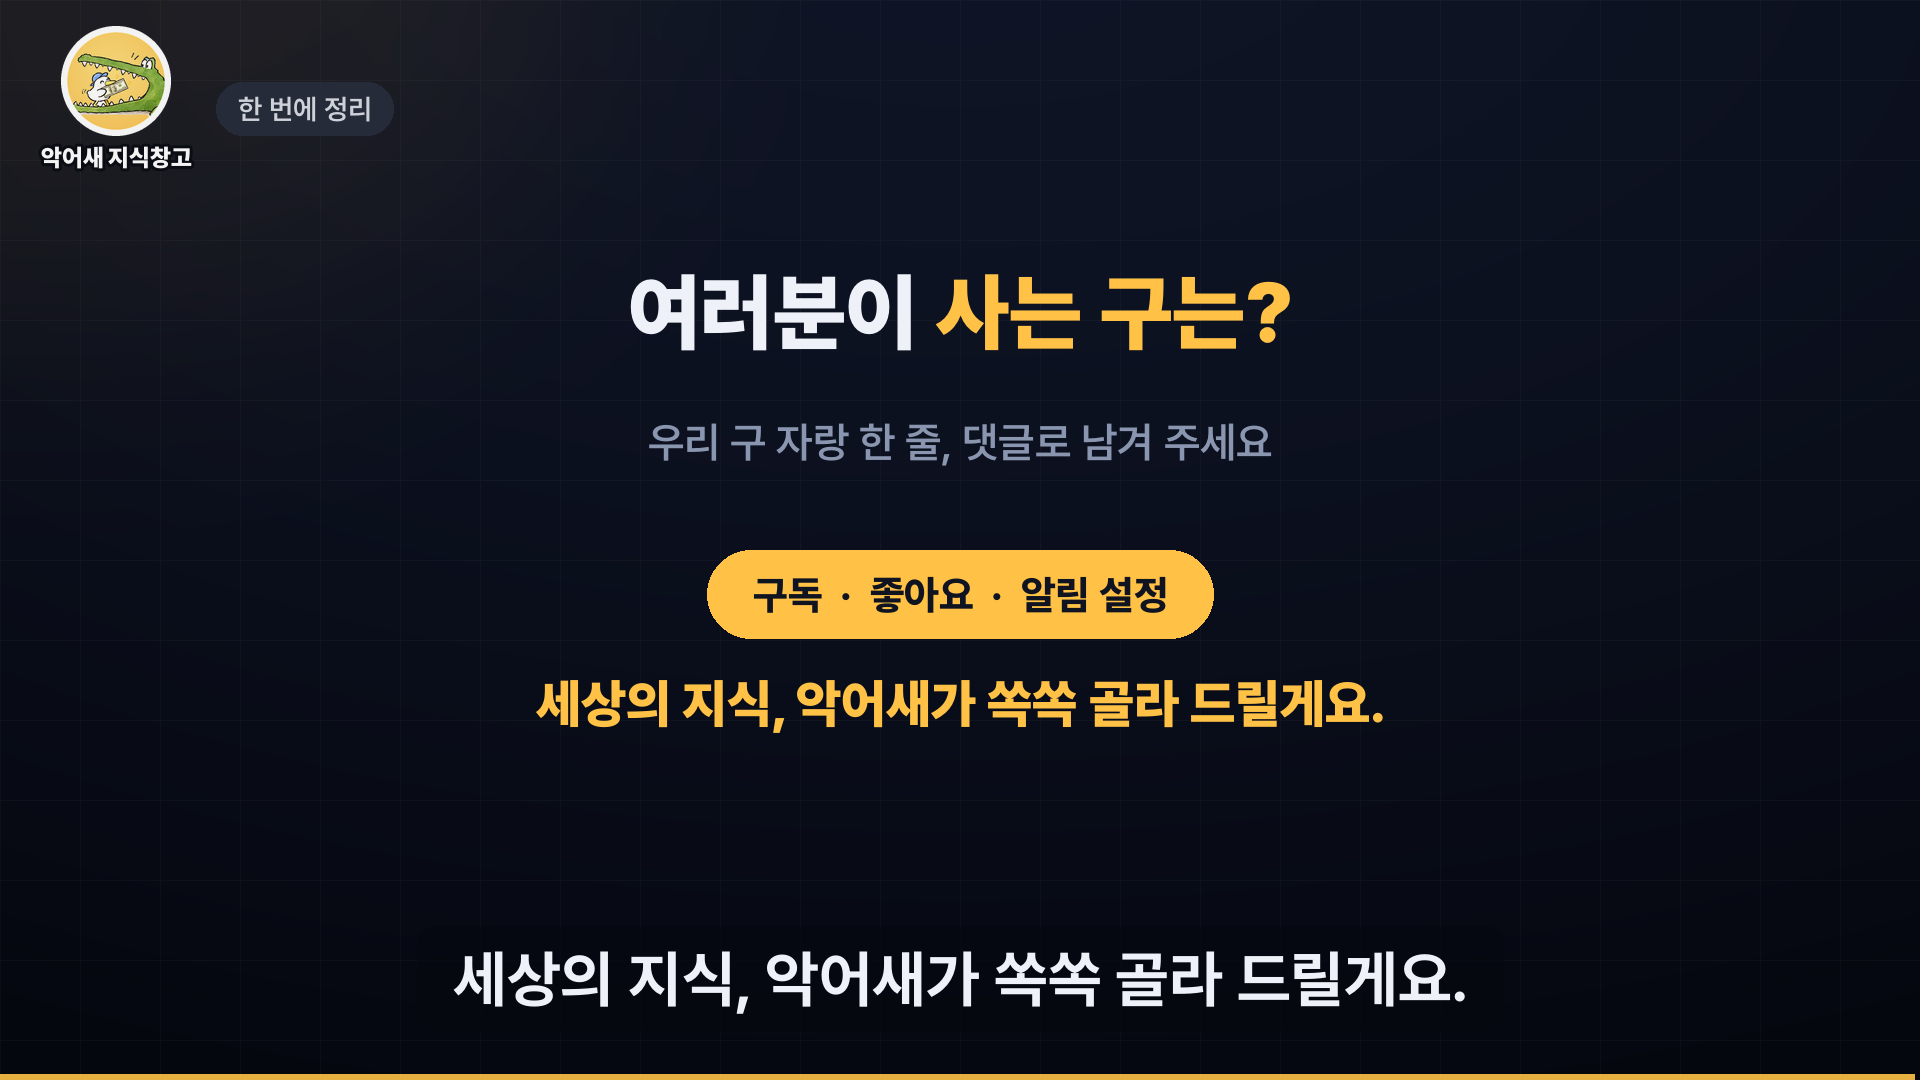 한 번에 정리
악어새 지식창고
여러분이 사는 구는?
우리 구 자랑 한 줄, 댓글로 남겨 주세요
구독 · 좋아요 · 알림 설정
세상의 지식, 악어새가 쏙쏙 골라 드릴게요.
세상의 지식, 악어새가 쏙쏙 골라 드릴게요.